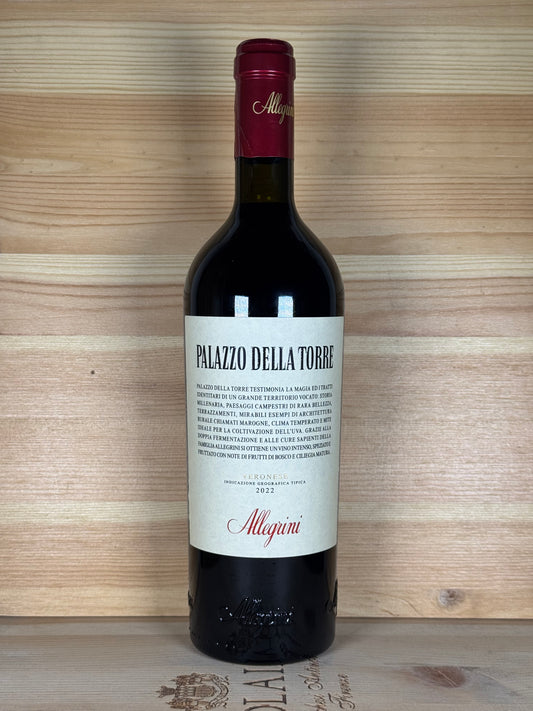 Allegrini
PALAZZO DELLA TORRE
PALAZZO DELLA TORRE TESTIMONIA LA MAGIA ED I TRATTI
IDENTITARI DI UN GRANDE TERRITORIO VOCATO: STORIA
MILLENARIA, PAESAGGI CAMPESTRI DI RARA BELLEZZA,
TERRAZZAMENTI, MIRABILI ESEMPI DI ARCHITETTURA
RURALE CHIAMATI MAROGNE, CLIMA TEMPERATO E MITE
IDEALE PER LA COLTIVAZIONE DELL'UVA. GRAZIE ALLA
DOPPIA FERMENTAZIONE E ALLE CURE SAPIENTI DELLA
FAMIGLIA ALLEGRINI SI OTTIENE UN VINO INTENSO, SPEZIATO E
FRUTTATO CON NOTE DI FRUTTI DI BOSCO E CILIEGIA MATURA.
VERONESE
INDICAZIONE GEOGRAFICA TIPICA
2022
Allegrini
Allegrini
OLAI
France